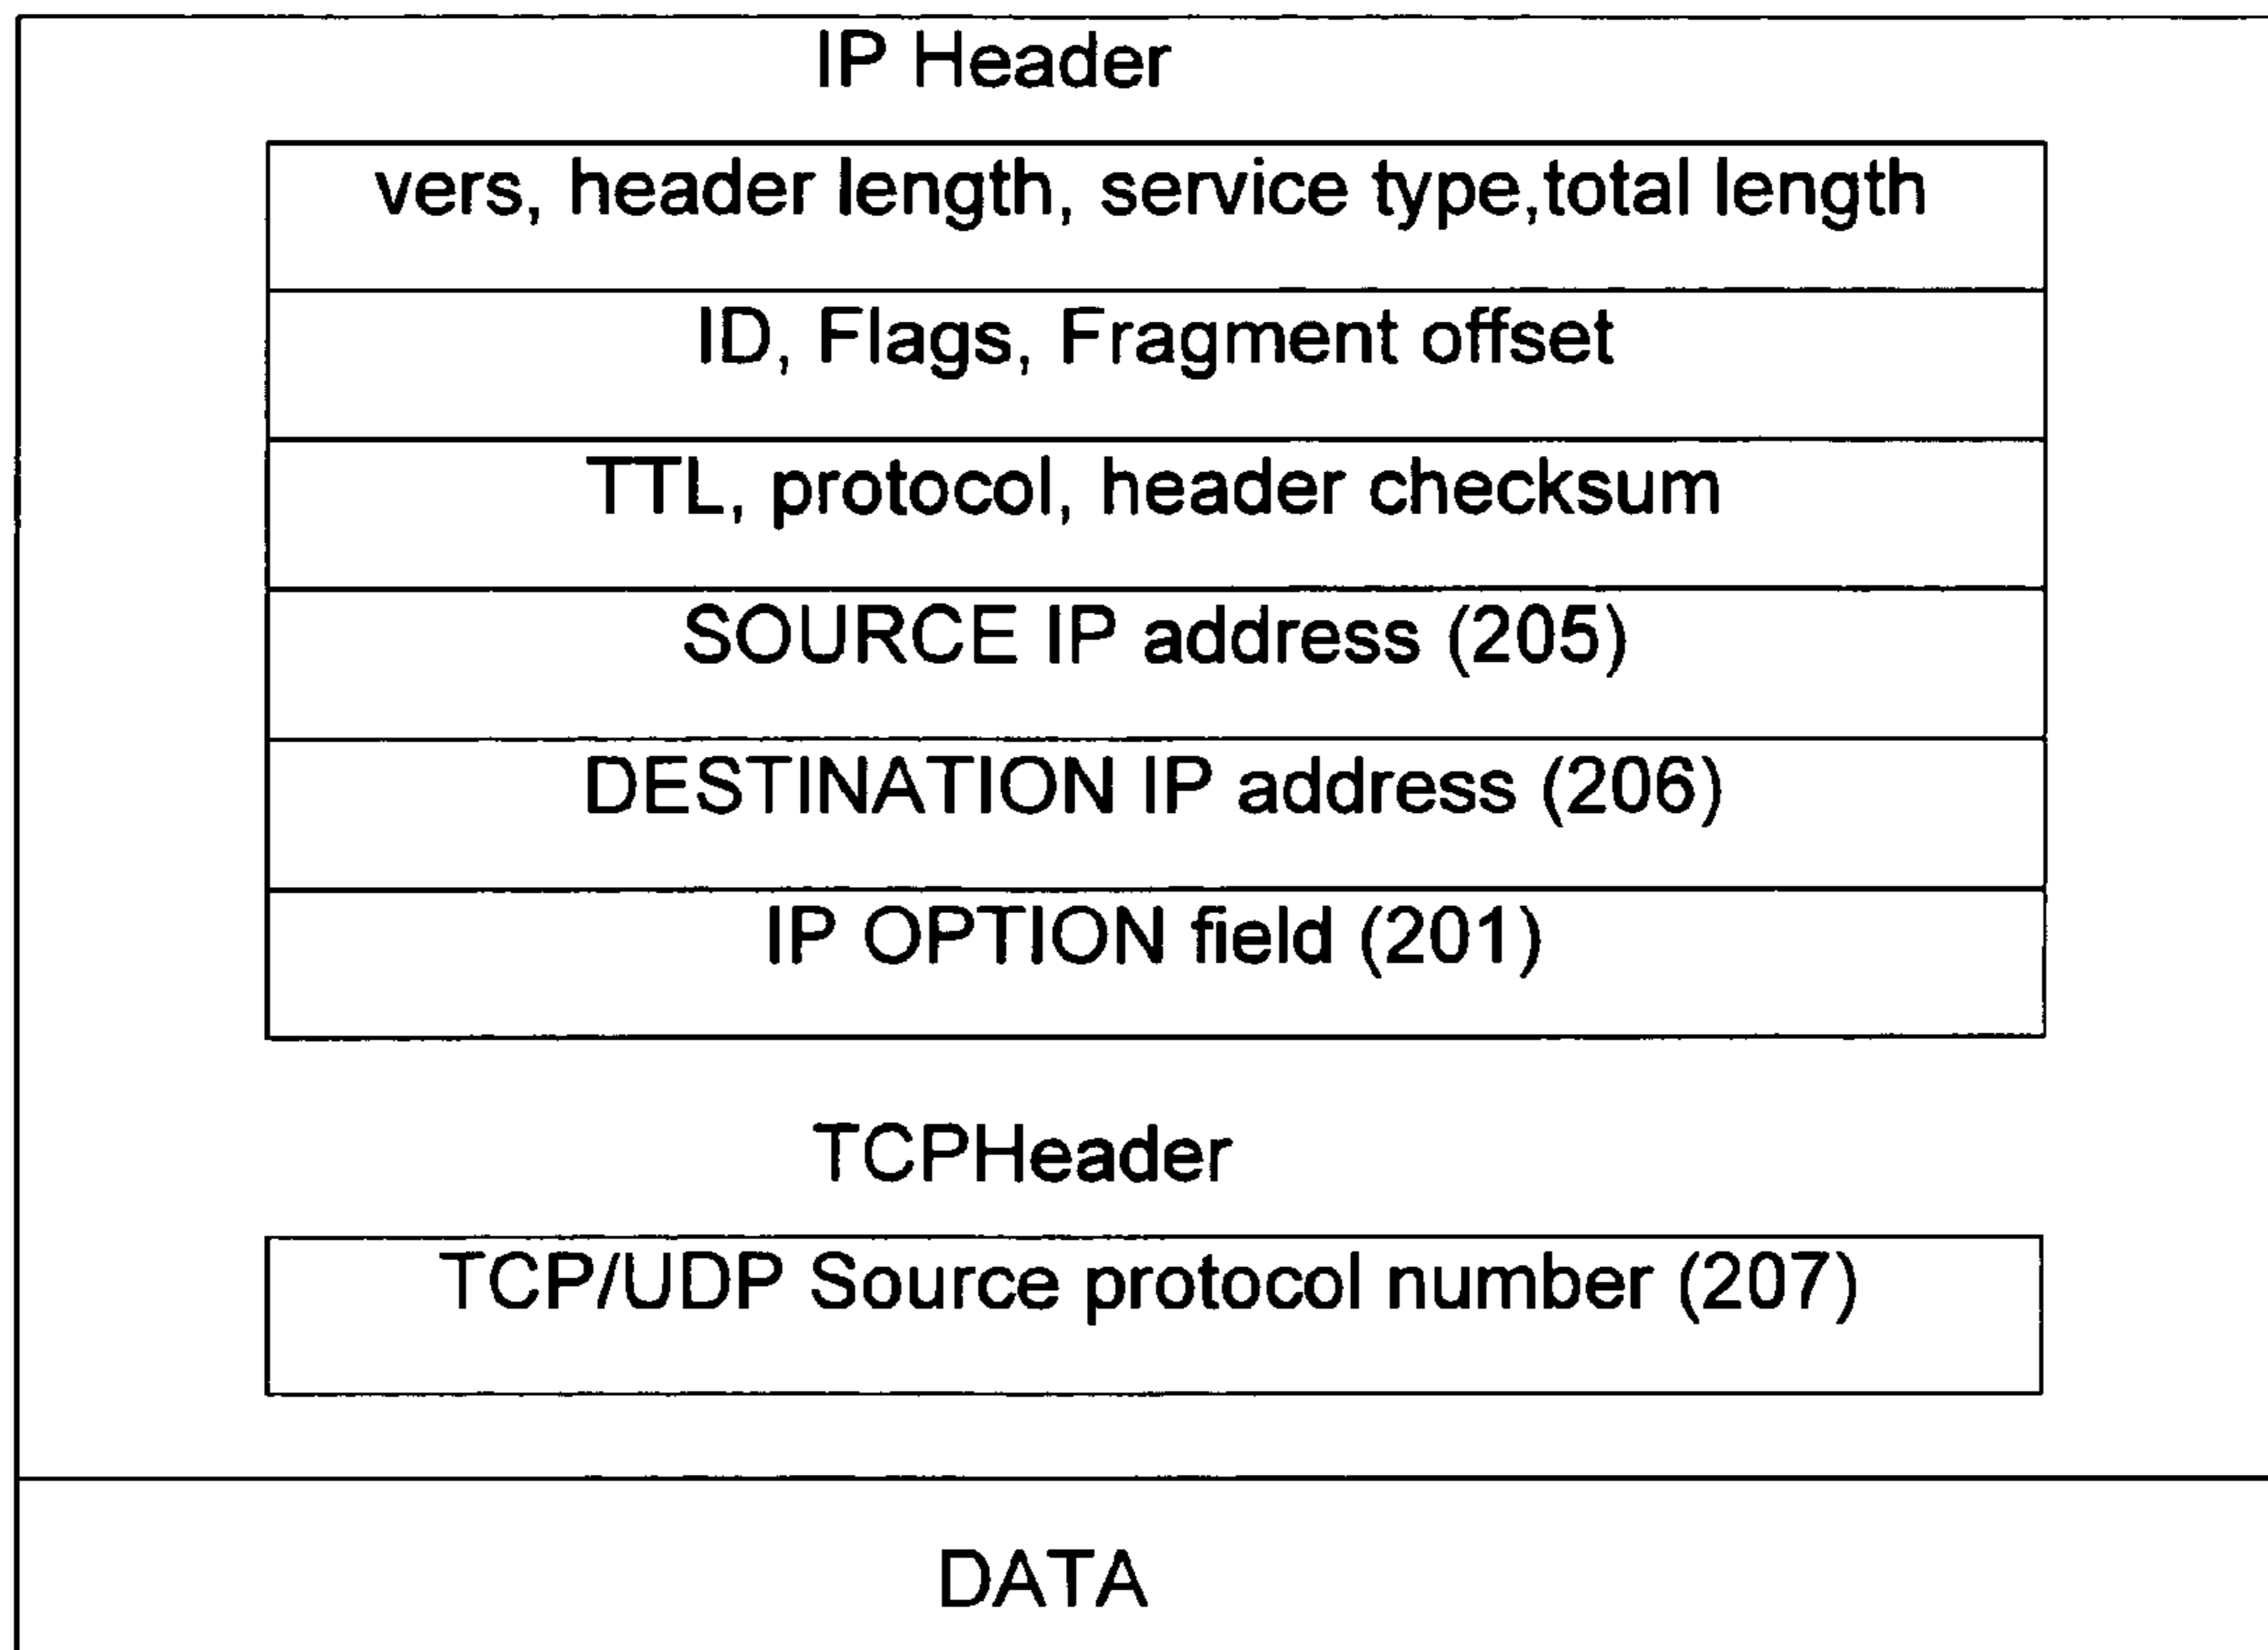 IP Header
vers, header length, service type,total length
ID, Flags, Fragment offset
TTL, protocol, header checksum
SOURCE IP address (205)
DESTINATION IP address (206)
IP OPTION field (201)
TCPHeader
TCP/UDP Source protocol number (207)
DATA